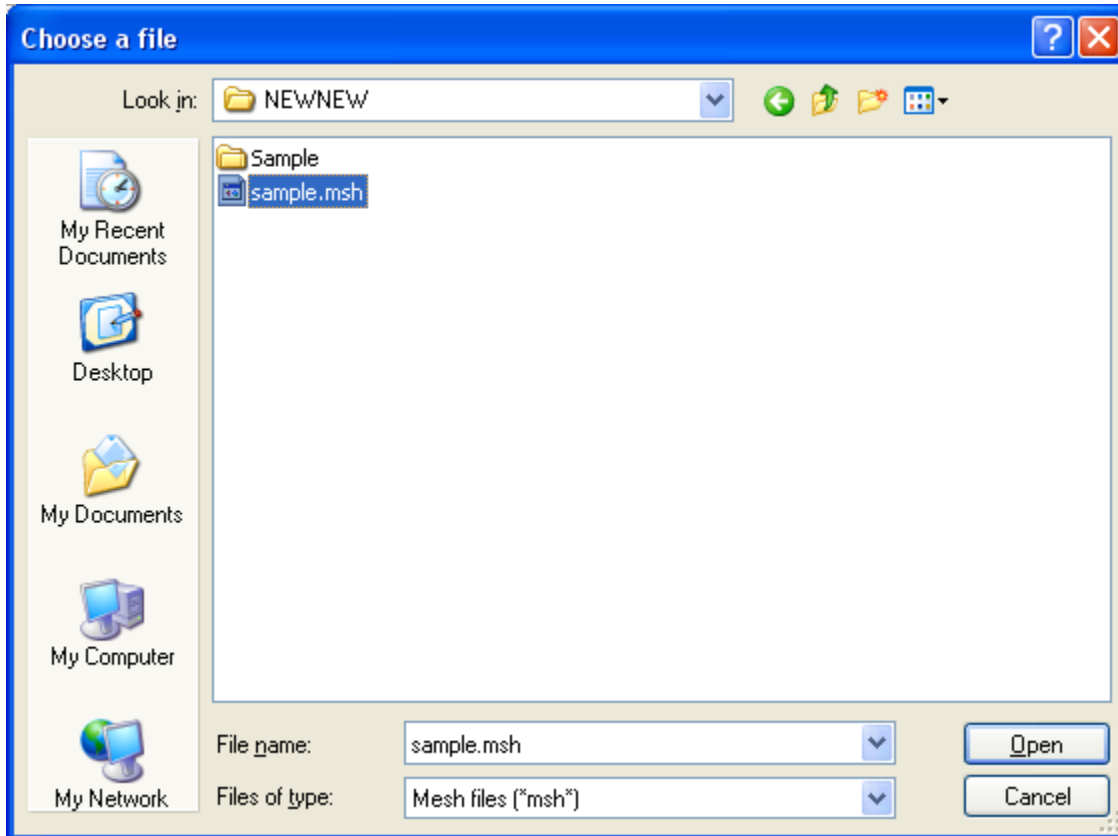 Choose a file
Look in:
NEWNEW
Sample
sample.msh
My Recent
Documents
Desktop
My Documents
My Computer
My Network
File name:
sample.msh
Open
Files of type:
Mesh files (*msh*)
Cancel